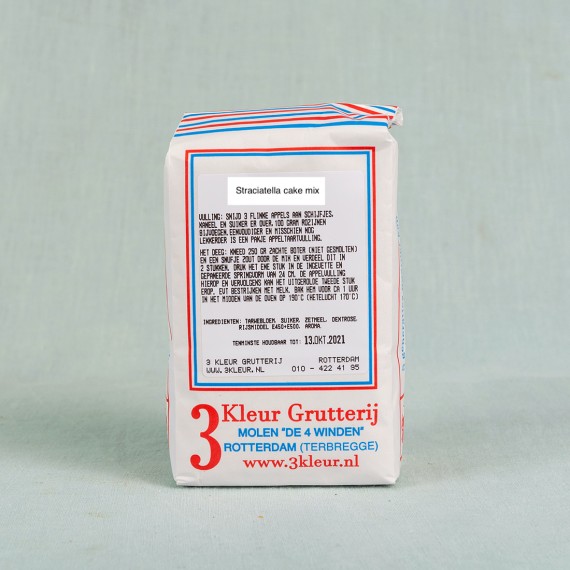 Straciatella cake mix
VULLING: SNIJD 3 FLINKE APPELS AAN SCHIJFJES,
KANEEL EN SUIKER ER OVER, 100 GRAM ROZIJNEN
BIJVOEGEN. EENVOUDIGER EN MISSCHIEN NOG
LEKKERDER IS EEN PAKJE APPELTAARTVULLING.
HET DEEG: KNEED 250 GR ZACHTE BOTER (NIET GESMOLTEN)
EN EEN SNUFJE ZOUT DOOR DE MIX EN VERDEEL DIT IN
2 STUKKEN. DRUK HET ENE STUK IN DE INGEVETTE EN
GEPANEERDE SPRINGVORM VAN 24 CM. DE APPELVULLING
HIEROP EN VERVOLGENS KAN HET UITGEROLDE TWEEDE STUK
EROP. EVT BESTRIJKEN MET MELK. BAK HEM VOOR CA 1 UUR
IN HET MIDDEN VAN DE OVEN OP 190°C (HETELUCHT 170°C)
INGREDIENTEN: TARWEBLOEM, SUIKER, ZETMEEL, DEXTROSE,
RIJSMIDDEL E450+E500, AROMA.
TENMINSTE HOUDBAAR TOT: 13.OKT.2021
3 KLEUR GRUTTERIJ ROTTERDAM
WWW.3KLEUR.NL 010 - 422 41 95
3 Kleur Grutterij
MOLEN "DE 4 WINDEN"
ROTTERDAM (TERBREGGE)
www.3kleur.nl